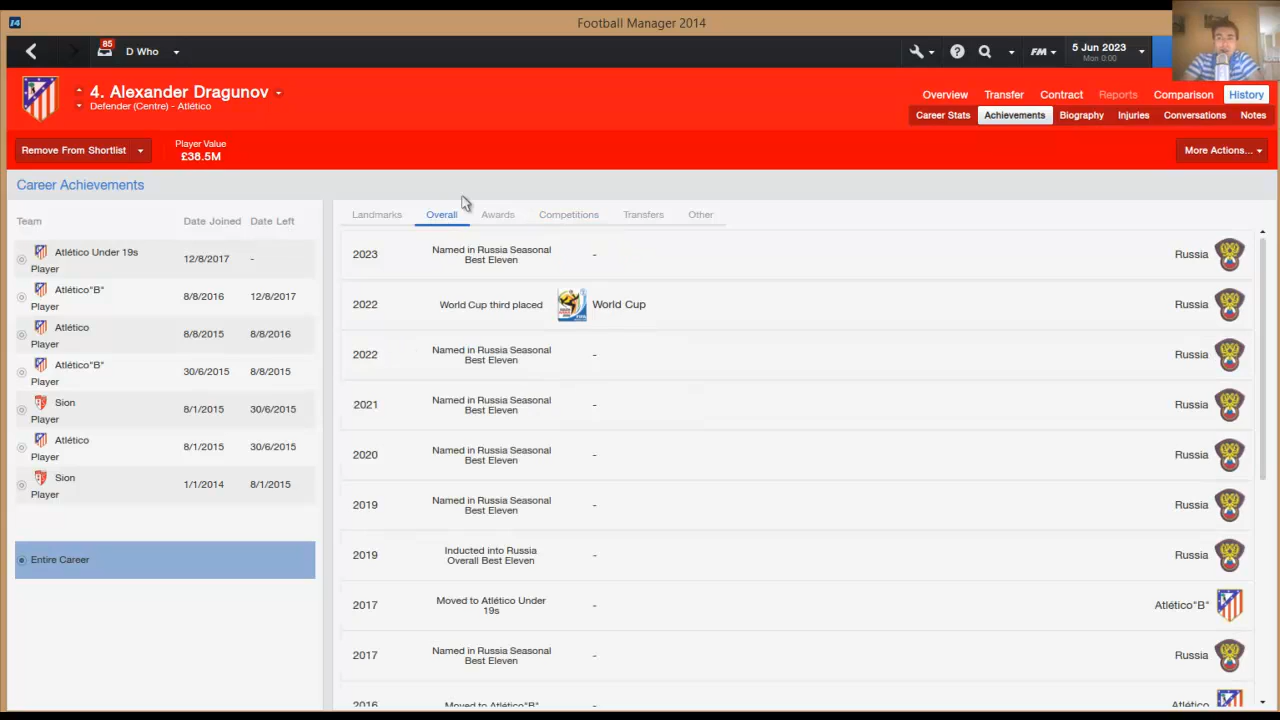 Football Manager 2014
85
D Who
FM
5 Jun 2023
Mon 0:00
4. Alexander Dragunov
Defender (Centre) - Atlético
Overview
Transfer
Contract
Reports
Comparison
History
Career Stats
Achievements
Biography
Injuries
Conversations
Notes
Remove From Shortlist
Player Value
£38.5M
More Actions...
Career Achievements
Team
Date Joined
Date Left
Atlético Under 19s
Player
12/8/2017
-
Atlético"B"
Player
8/8/2016
12/8/2017
Atlético
Player
8/8/2015
8/8/2016
Atlético"B"
Player
30/6/2015
8/8/2015
Sion
Player
8/1/2015
30/6/2015
Atlético
Player
8/1/2015
30/6/2015
Sion
Player
1/1/2014
8/1/2015
Entire Career
Landmarks
Overall
Awards
Competitions
Transfers
Other
2023
Named in Russia Seasonal
Best Eleven
-
Russia
2022
World Cup third placed
World Cup
Russia
2022
Named in Russia Seasonal
Best Eleven
-
Russia
2021
Named in Russia Seasonal
Best Eleven
-
Russia
2020
Named in Russia Seasonal
Best Eleven
-
Russia
2019
Named in Russia Seasonal
Best Eleven
-
Russia
2019
Inducted into Russia
Overall Best Eleven
-
Russia
2017
Moved to Atlético Under
19s
-
Atlético"B"
2017
Named in Russia Seasonal
Best Eleven
-
Russia
2016
Moved to Atlético"B"
Atlético